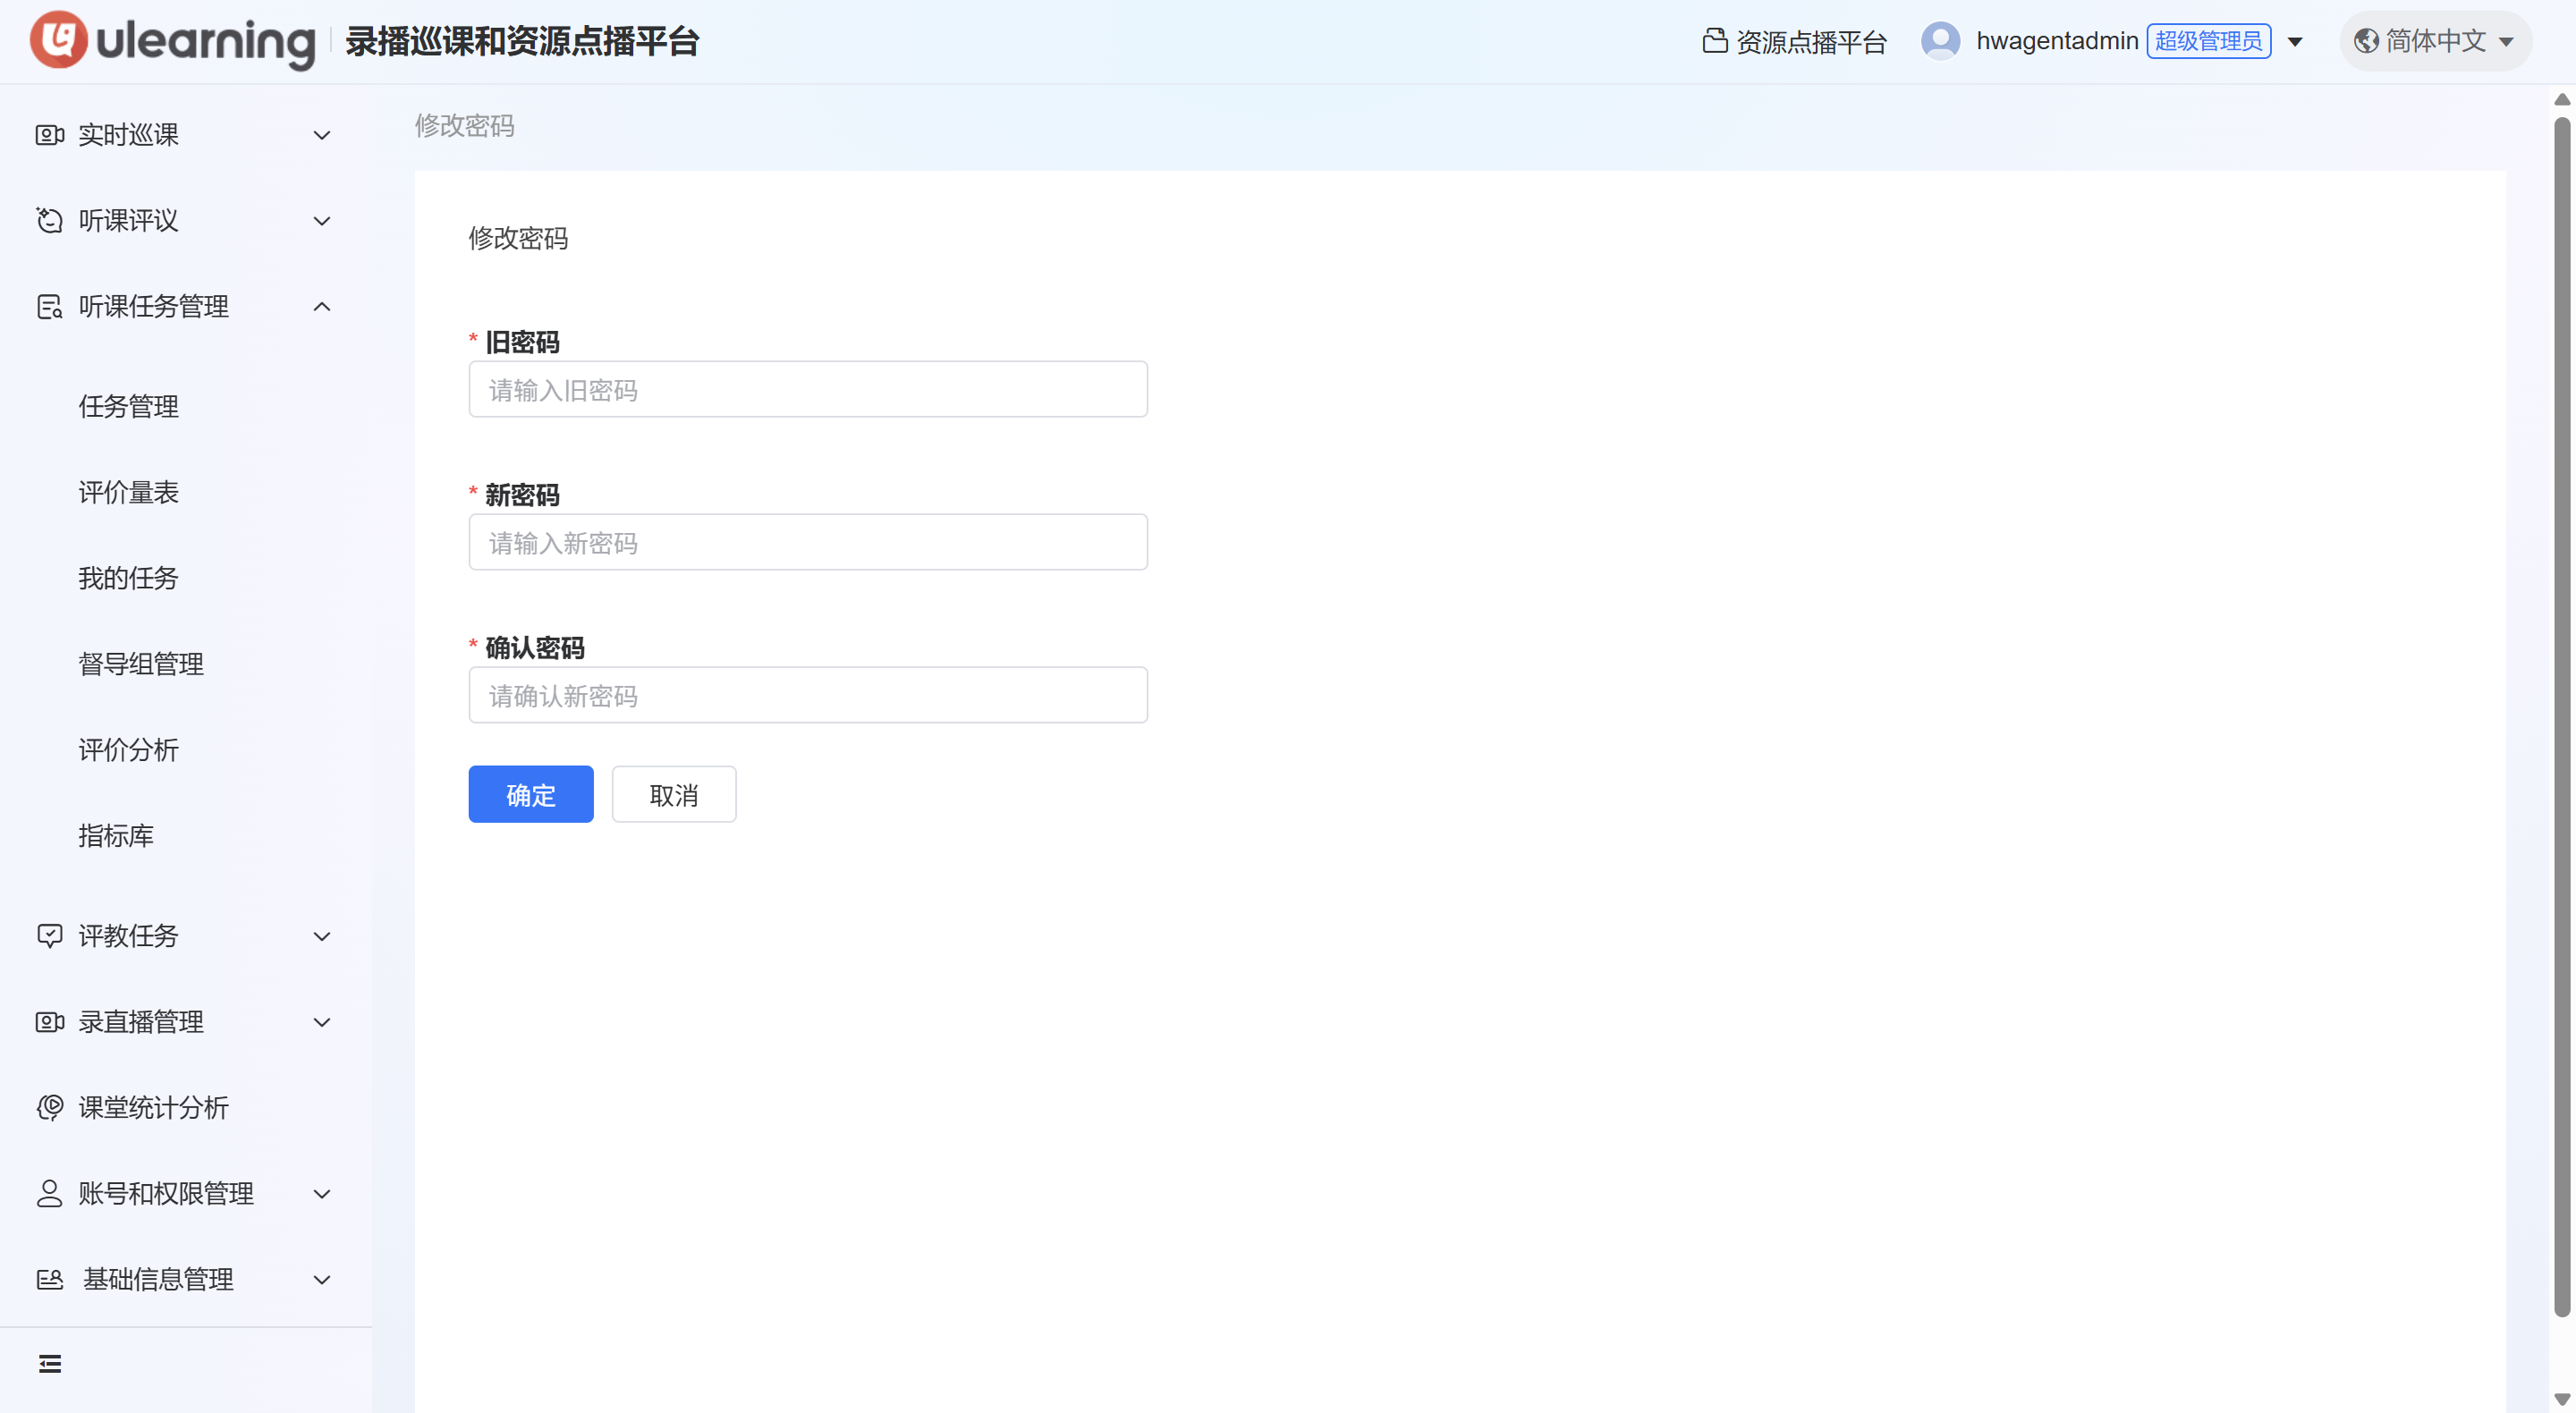 ulearning 录播巡课和资源点播平台 资源点播平台 hwagentadmin 超级管理员 简体中文
实时巡课
听课评议
听课任务管理
任务管理
评价量表
我的任务
督导组管理
评价分析
指标库
评教任务
录直播管理
课堂统计分析
账号和权限管理
基础信息管理
修改密码
修改密码
* 旧密码
请输入旧密码
* 新密码
请输入新密码
* 确认密码
请确认新密码
确定 取消